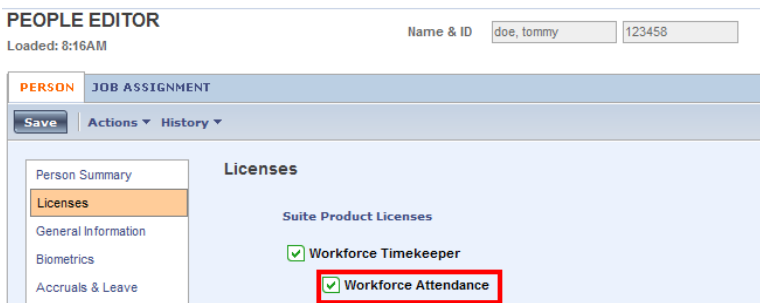 PEOPLE EDITOR
Name & ID doe, tommy 123458
Loaded: 8:16AM
PERSON JOB ASSIGNMENT
Save Actions History
Person Summary
Licenses
General Information
Biometrics
Accruals & Leave
Licenses
Suite Product Licenses
Workforce Timekeeper
Workforce Attendance